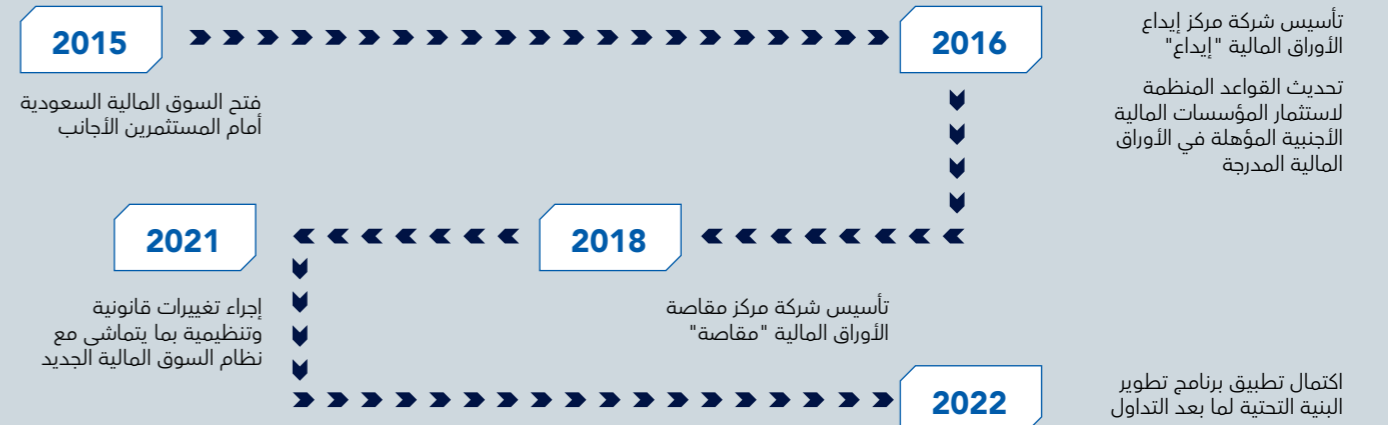 2015
فتح السوق المالية السعودية
أمام المستثمرين الأجانب
2016
تأسيس شركة مركز إيداع
الأوراق المالية "إيداع"
تحديث القواعد المنظمة
لاستثمار المؤسسات المالية
الأجنبية المؤهلة في الأوراق
المالية المدرجة
2018
تأسيس شركة مركز مقاصة
الأوراق المالية "مقاصة"
2021
إجراء تغييرات قانونية
وتنظيمية بما يتماشى مع
نظام السوق المالية الجديد
2022
اكتمال تطبيق برنامج تطوير
البنية التحتية لما بعد التداول